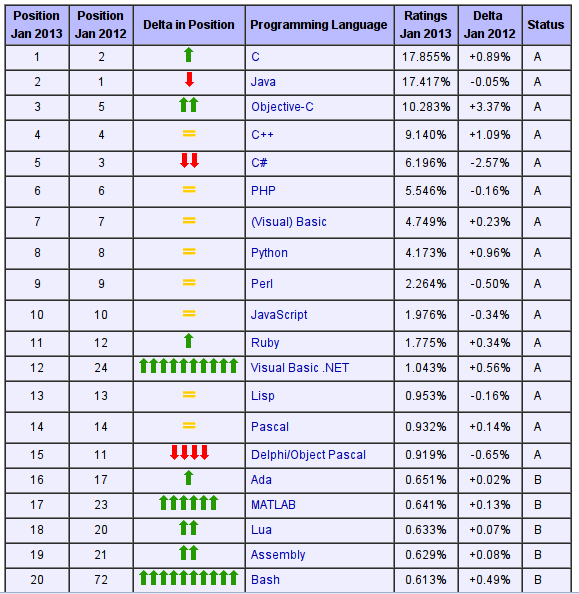 Position Jan 2013 Position Jan 2012 Delta in Position Programming Language Ratings Jan 2013 Delta Jan 2012 Status
1 2 C 17.855% +0.89% A
2 1 Java 17.417% -0.05% A
3 5 Objective-C 10.283% +3.37% A
4 4 = C++ 9.140% +1.09% A
5 3 C# 6.196% -2.57% A
6 6 = PHP 5.546% -0.16% A
7 7 = (Visual) Basic 4.749% +0.23% A
8 8 = Python 4.173% +0.96% A
9 9 = Perl 2.264% -0.50% A
10 10 = JavaScript 1.976% -0.34% A
11 12 Ruby 1.775% +0.34% A
12 24 Visual Basic .NET 1.043% +0.56% A
13 13 = Lisp 0.953% -0.16% A
14 14 = Pascal 0.932% +0.14% A
15 11 Delphi/Object Pascal 0.919% -0.65% A
16 17 Ada 0.651% +0.02% B
17 23 MATLAB 0.641% +0.13% B
18 20 Lua 0.633% +0.07% B
19 21 Assembly 0.629% +0.08% B
20 72 Bash 0.613% +0.49% B